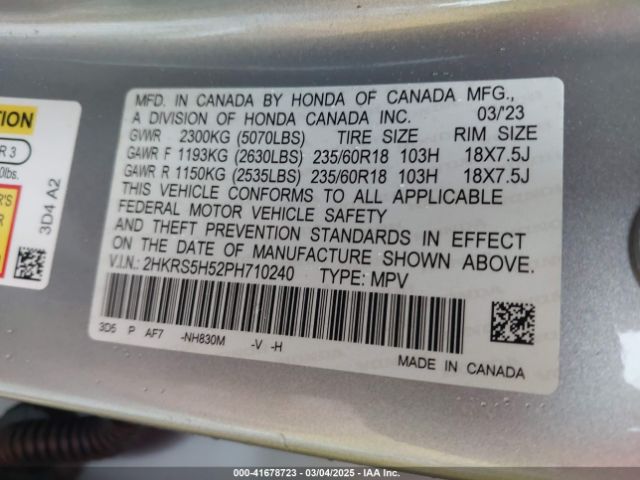 MFD. IN CANADA BY HONDA OF CANADA MFG.,
A DIVISION OF HONDA CANADA INC. 03/'23
GVWR 2300KG (5070LBS) TIRE SIZE RIM SIZE
GAWR F 1193KG (2630LBS) 235/60R18 103H 18X7.5J
GAWR R 1150KG (2535LBS) 235/60R18 103H 18X7.5J
THIS VEHICLE CONFORMS TO ALL APPLICABLE
FEDERAL MOTOR VEHICLE SAFETY
AND THEFT PREVENTION STANDARDS IN EFFECT
ON THE DATE OF MANUFACTURE SHOWN ABOVE.
V.I.N.: 2HKRS5H52PH710240 TYPE: MPV
3D5 P AF7 -NH830M -V -H
MADE IN CANADA
TION
R 3
0lbs.
R'S
R
3D4 A2
000-41678723 — 03/04/2025 — IAA Inc.